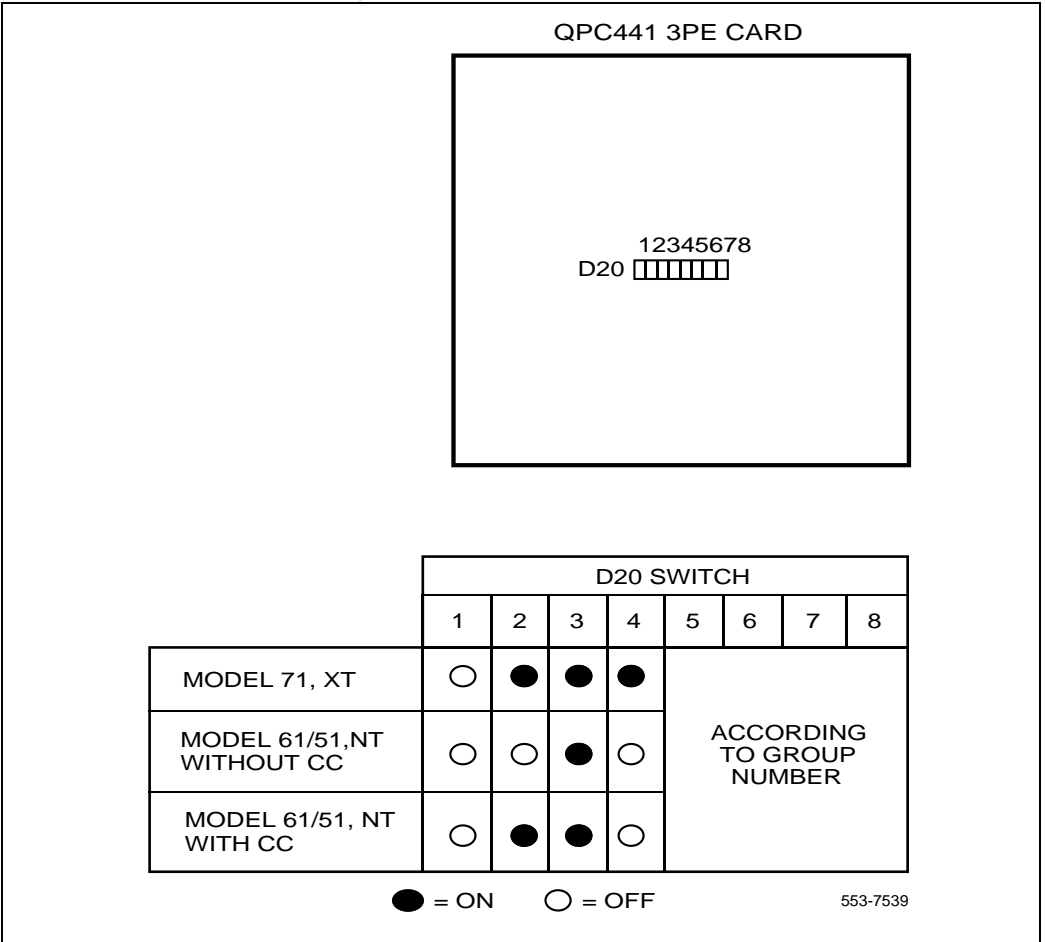 QPC441 3PE CARD
12345678
D20
D20 SWITCH
1 2 3 4 5 6 7 8
MODEL 71, XT
MODEL 61/51,NT
WITHOUT CC
MODEL 61/51, NT
WITH CC
ACCORDING
TO GROUP
NUMBER
= ON = OFF
553-7539